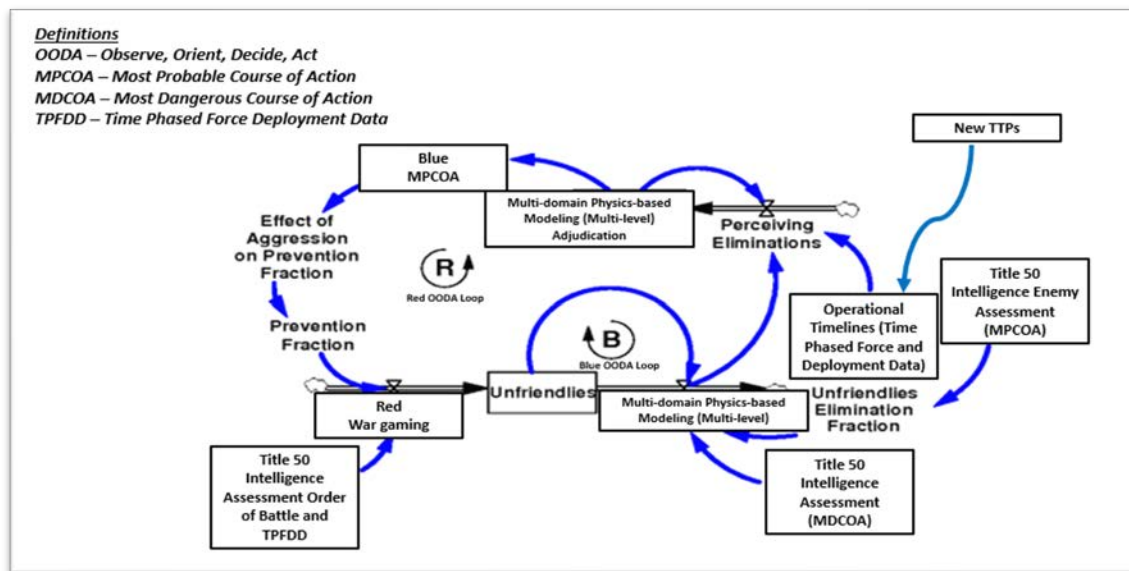 Definitions
OODA – Observe, Orient, Decide, Act
MPCOA – Most Probable Course of Action
MDCOA – Most Dangerous Course of Action
TPFDD – Time Phased Force Deployment Data
New TTPs
Blue
MPCOA
Multi-domain Physics-based
Modeling (Multi-level)
Adjudication
Perceiving
Eliminations
Effect of
Aggression
on Prevention
Fraction
R
Red OODA Loop
Title 50
Intelligence Enemy
Assessment
(MPCOA)
Operational
Timelines (Time
Phased Force and
Deployment Data)
Prevention
Fraction
B
Blue OODA Loop
Unfriendlies
Multi-domain Physics-based
Modeling (Multi-level)
Unfriendlies
Elimination
Fraction
Red
War gaming
Title 50
Intelligence
Assessment Order
of Battle and
TPFDD
Title 50
Intelligence
Assessment
(MDCOA)